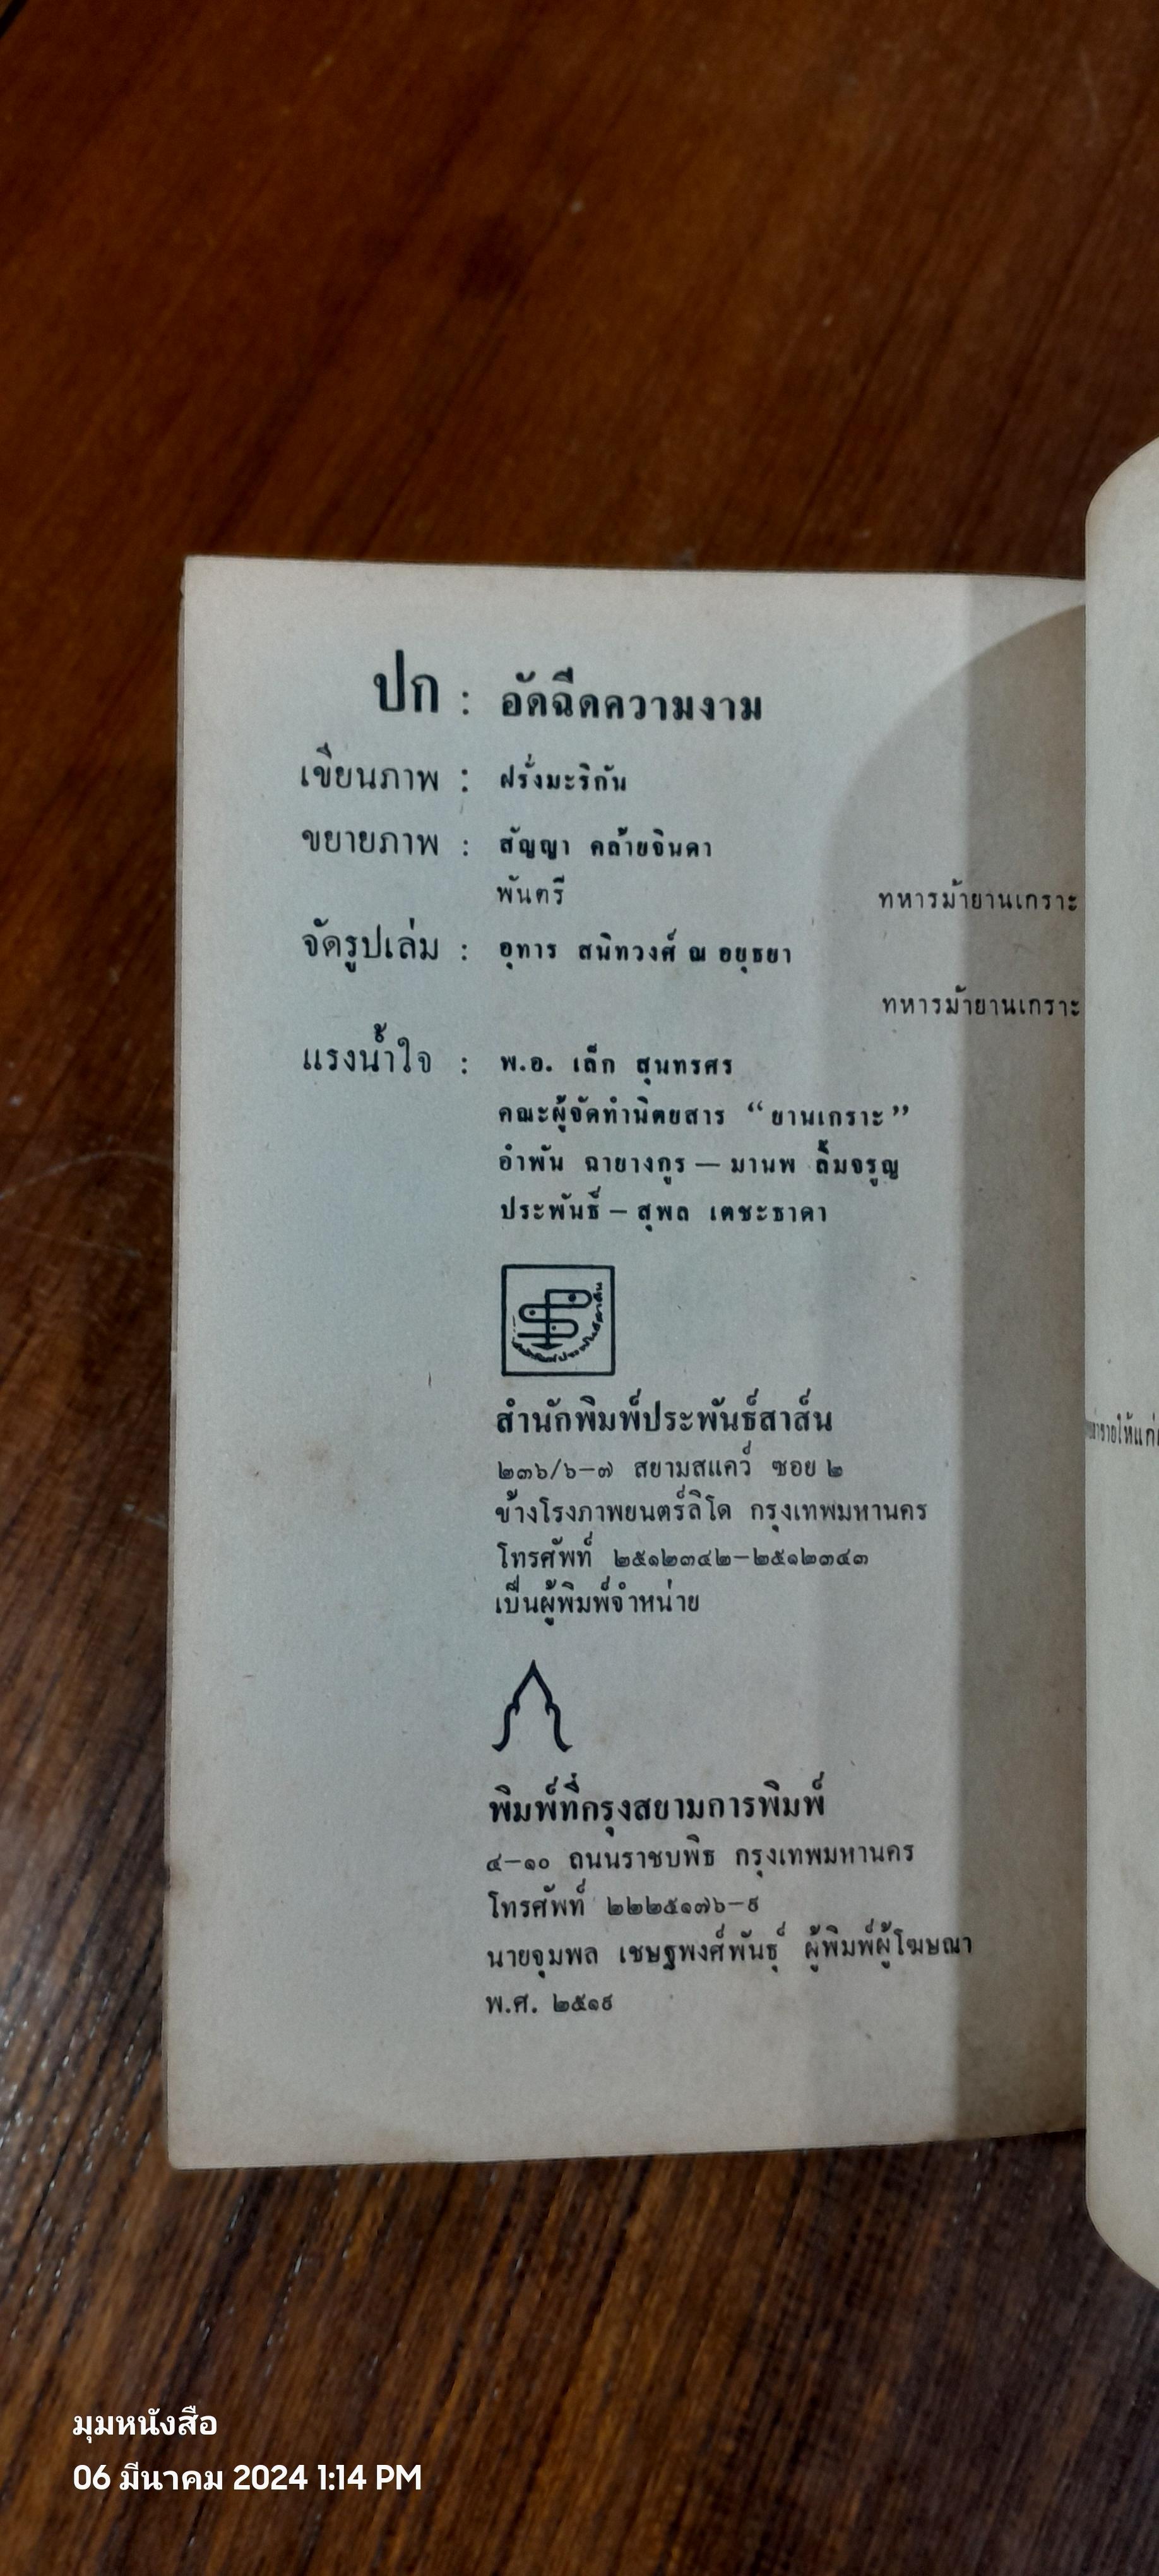 ปก : อัดฉีดความงาม
เขียนภาพ : ฝรั่งมะริกัน
ขยายภาพ : สัญญา คล้ายจินดา
พันตรี ทหารม้ายานเกราะ
จัดรูปเล่ม : อุทาร สนิทวงศ์ ณ อยุธยา
ทหารม้ายานเกราะ
แรงน้ำใจ : พ.อ. เล็ก สุนทรศร
คณะผู้จัดทำนิตยสาร “ยานเกราะ”
อำพัน ฉายางกูร — มานพ ลิ้มจรูญ
ประพันธ์ — สุพล เตชะธาดา
สำนักพิมพ์ประพันธ์สาส์น
สำนักพิมพ์ประพันธ์สาส์น
๒๓๖/๖—๗ สยามสแควร์ ซอย ๒
ข้างโรงภาพยนตร์ลิโด กรุงเทพมหานคร
โทรศัพท์ ๒๕๑๒๓๔๒—๒๕๑๒๓๔๓
เป็นผู้พิมพ์จำหน่าย
พิมพ์ที่กรุงสยามการพิมพ์
๔—๑๐ ถนนราชบพิธ กรุงเทพมหานคร
โทรศัพท์ ๒๒๒๕๑๗๖—๙
นายจุมพล เชษฐพงศ์พันธุ์ ผู้พิมพ์ผู้โฆษณา
พ.ศ. ๒๕๑๙
มุมหนังสือ
06 มีนาคม 2024 1:14 PM